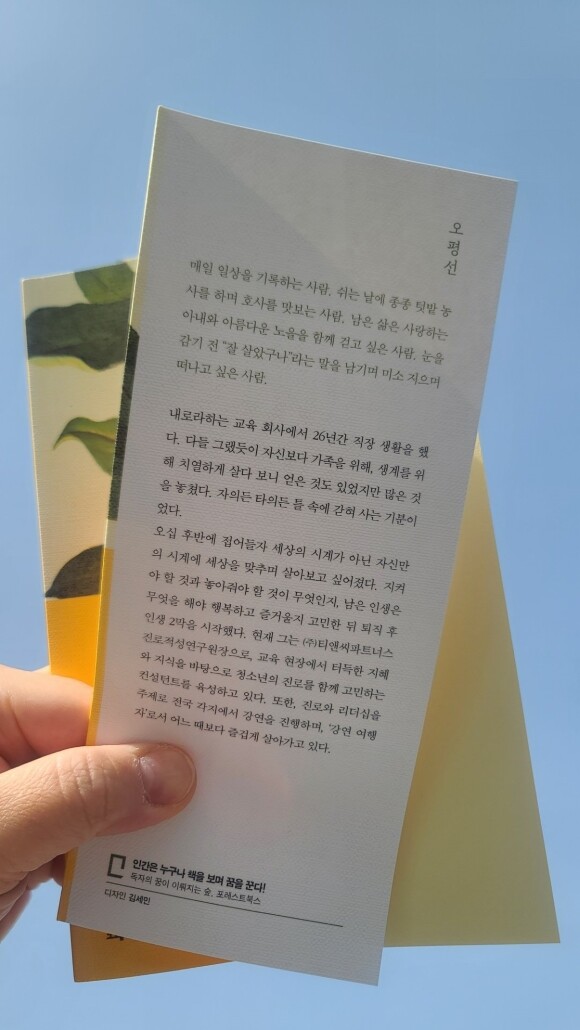 오평선
매일 일상을 기록하는 사람. 쉬는 날에 종종 텃밭 농
사를 하며 호사를 맛보는 사람. 남은 삶은 사랑하는
아내와 아름다운 노을을 함께 걷고 싶은 사람. 눈을
감기 전 “잘 살았구나”라는 말을 남기며 미소 지으며
떠나고 싶은 사람.
내로라하는 교육 회사에서 26년간 직장 생활을 했
다. 다들 그랬듯이 자신보다 가족을 위해, 생계를 위
해 치열하게 살다 보니 얻은 것도 있었지만 많은 것
을 놓쳤다. 자의든 타의든 틀 속에 갇혀 사는 기분이
었다.
오십 후반에 접어들자 세상의 시계가 아닌 자신만
의 시계에 세상을 맞추며 살아보고 싶어졌다. 지켜
야 할 것과 놓아줘야 할 것이 무엇인지, 남은 인생은
무엇을 해야 행복하고 즐거울지 고민한 뒤 퇴직 후
인생 2막을 시작했다. 현재 그는 ㈜티앤씨파트너스
진로적성연구원장으로, 교육 현장에서 터득한 지혜
와 지식을 바탕으로 청소년의 진로를 함께 고민하는
컨설턴트를 육성하고 있다. 또한, 진로와 리더십을
주제로 전국 각지에서 강연을 진행하며, ‘강연 여행
자’로서 어느 때보다 즐겁게 살아가고 있다.
인간은 누구나 책을 보며 꿈을 꾼다!
독자의 꿈이 이뤄지는 숲, 포레스트북스
디자인 김세민